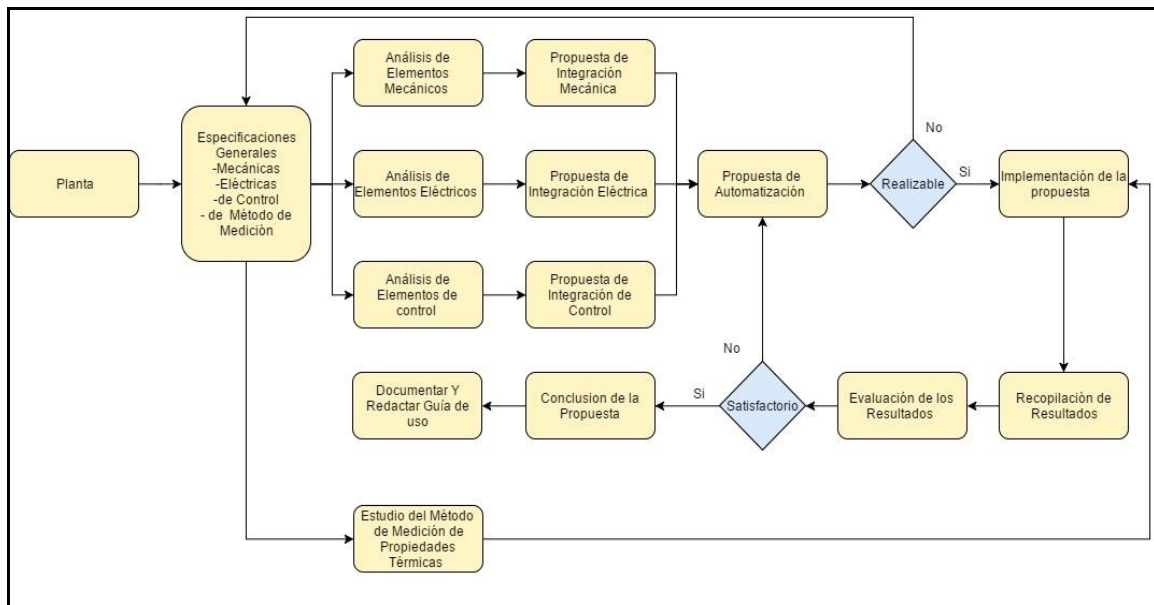 Planta
Especificaciones
Generales
-Mecánicas
-Eléctricas
-de Control
- de Método de
Mediciòn
Análisis de
Elementos
Mecánicos
Propuesta de
Integración
Mecánica
Análisis de
Elementos Eléctricos
Propuesta de
Integración Eléctrica
Análisis de
Elementos de
control
Propuesta de
Integración de
Control
Propuesta de
Automatización
Realizable
No
Si
Implementación de la
propuesta
Recopilaciòn de
Resultados
Evaluación de los
Resultados
Satisfactorio
No
Si
Conclusion de la
Propuesta
Documentar Y
Redactar Guía de
uso
Estudio del Método
de Medición de
Propiedades
Térmicas